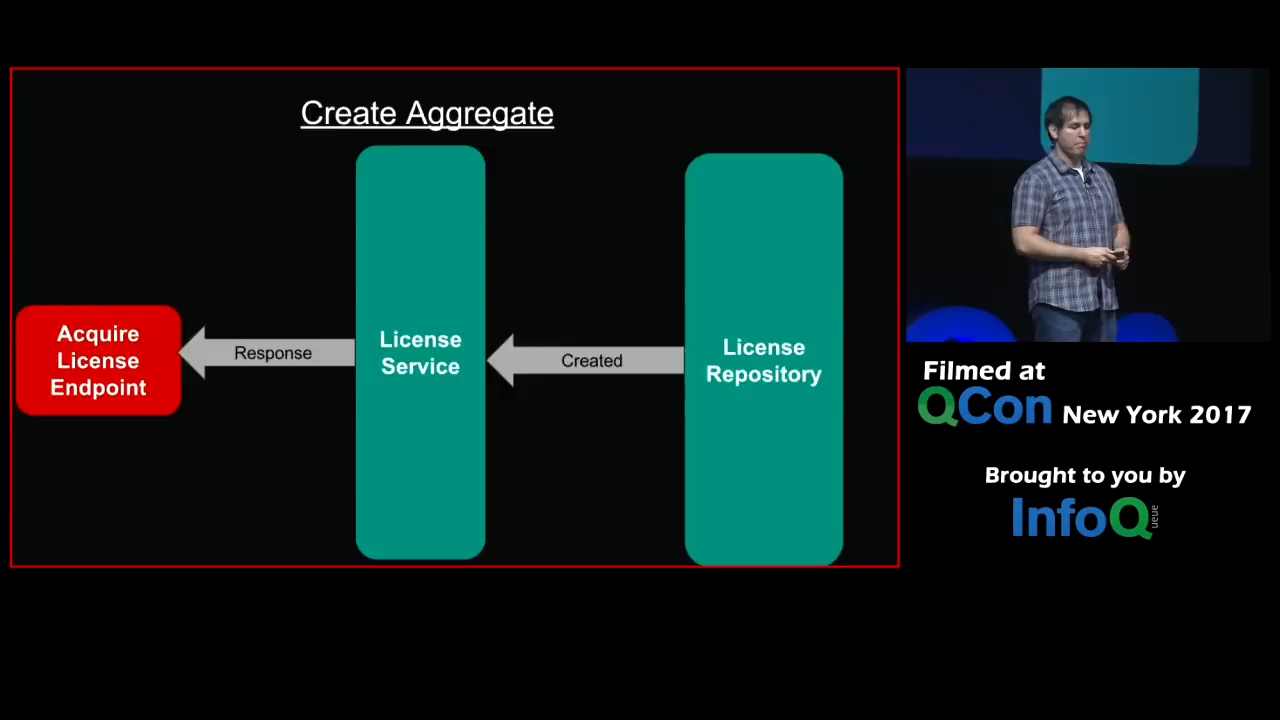 Create Aggregate
Acquire
License
Endpoint
Response
License
Service
Created
License
Repository
Filmed at
QCon New York 2017
Brought to you by
InfoQ
ueue